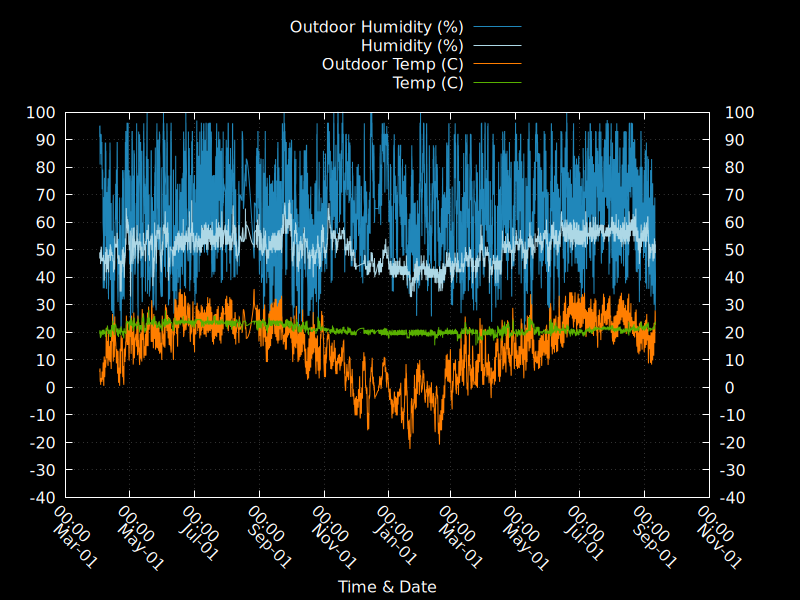 Outdoor Humidity (%)
Humidity (%)
Outdoor Temp (C)
Temp (C)
100 100
90 90
80 80
70 70
60 60
50 50
40 40
30 30
20 20
10 10
0 0
-10 -10
-20 -20
-30 -30
-40 -40
00:00
Mar-01
00:00
May-01
00:00
Jul-01
00:00
Sep-01
00:00
Nov-01
00:00
Jan-01
00:00
Mar-01
00:00
May-01
00:00
Jul-01
00:00
Sep-01
00:00
Nov-01
Time & Date